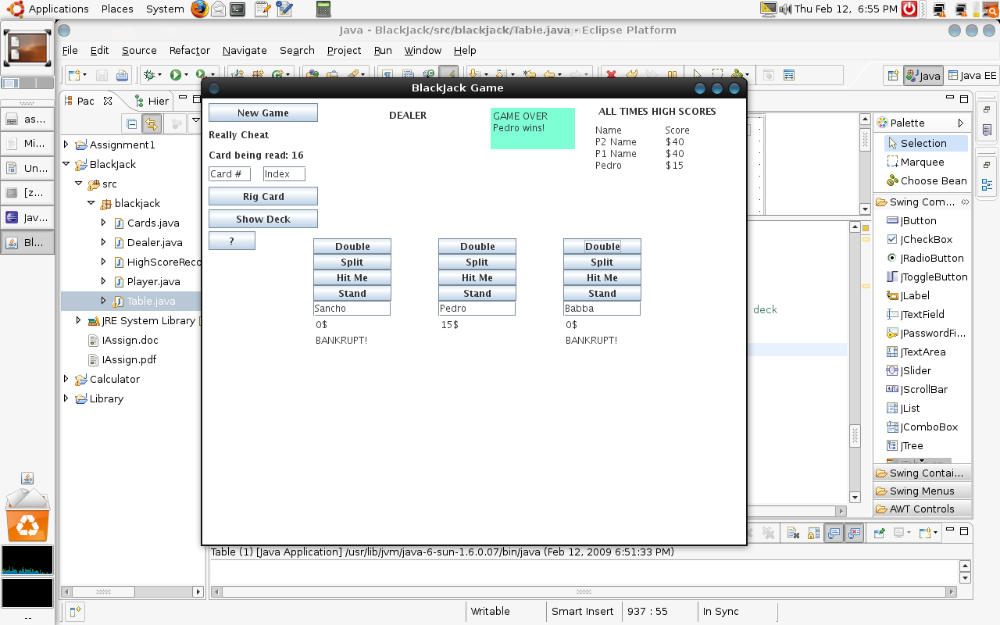 Applications Places System
Thu Feb 12, 6:55 PM
Java - BlackJack/src/blackjack/Table.java - Eclipse Platform
File Edit Source Refactor Navigate Search Project Run Window Help
Java Java EE
as...
Mi...
Un...
[z...
Jav...
Bl...
--
Pac Hier
Assignment1
BlackJack
src
blackjack
Cards.java
Dealer.java
HighScoreReco
Player.java
Table.java
JRE System Library [
IAssign.doc
IAssign.pdf
Calculator
Library
BlackJack Game
New Game
Really Cheat
Card being read: 16
Card # Index
Rig Card
Show Deck
?
DEALER
GAME OVER
Pedro wins!
ALL TIMES HIGH SCORES
Name Score
P2 Name $40
P1 Name $40
Pedro $15
Double Double Double
Split Split Split
Hit Me Hit Me Hit Me
Stand Stand Stand
Sancho Pedro Babba
0$ 15$ 0$
BANKRUPT! BANKRUPT!
deck
Palette
Selection
Marquee
Choose Bean
Swing Com...
JButton
JCheckBox
JRadioButton
JToggleButton
JLabel
JTextField
JPasswordFi...
JTextArea
JSlider
JScrollBar
JList
JComboBox
JTree
Swing Contai...
Swing Menus
AWT Controls
Table (1) [Java Application] /usr/lib/jvm/java-6-sun-1.6.0.07/bin/java (Feb 12, 2009 6:51:33 PM)
Writable Smart Insert 937 : 55 In Sync